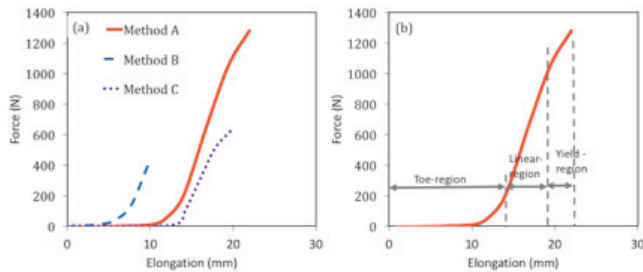 (a)
Method A
Method B
Method C
Force (N)
1400
1200
1000
800
600
400
200
0
0
10
20
30
Elongation (mm)
(b)
Force (N)
1400
1200
1000
800
600
400
200
0
Toe-region
Linear-
region
Yield -
region
0
10
20
30
Elongation (mm)